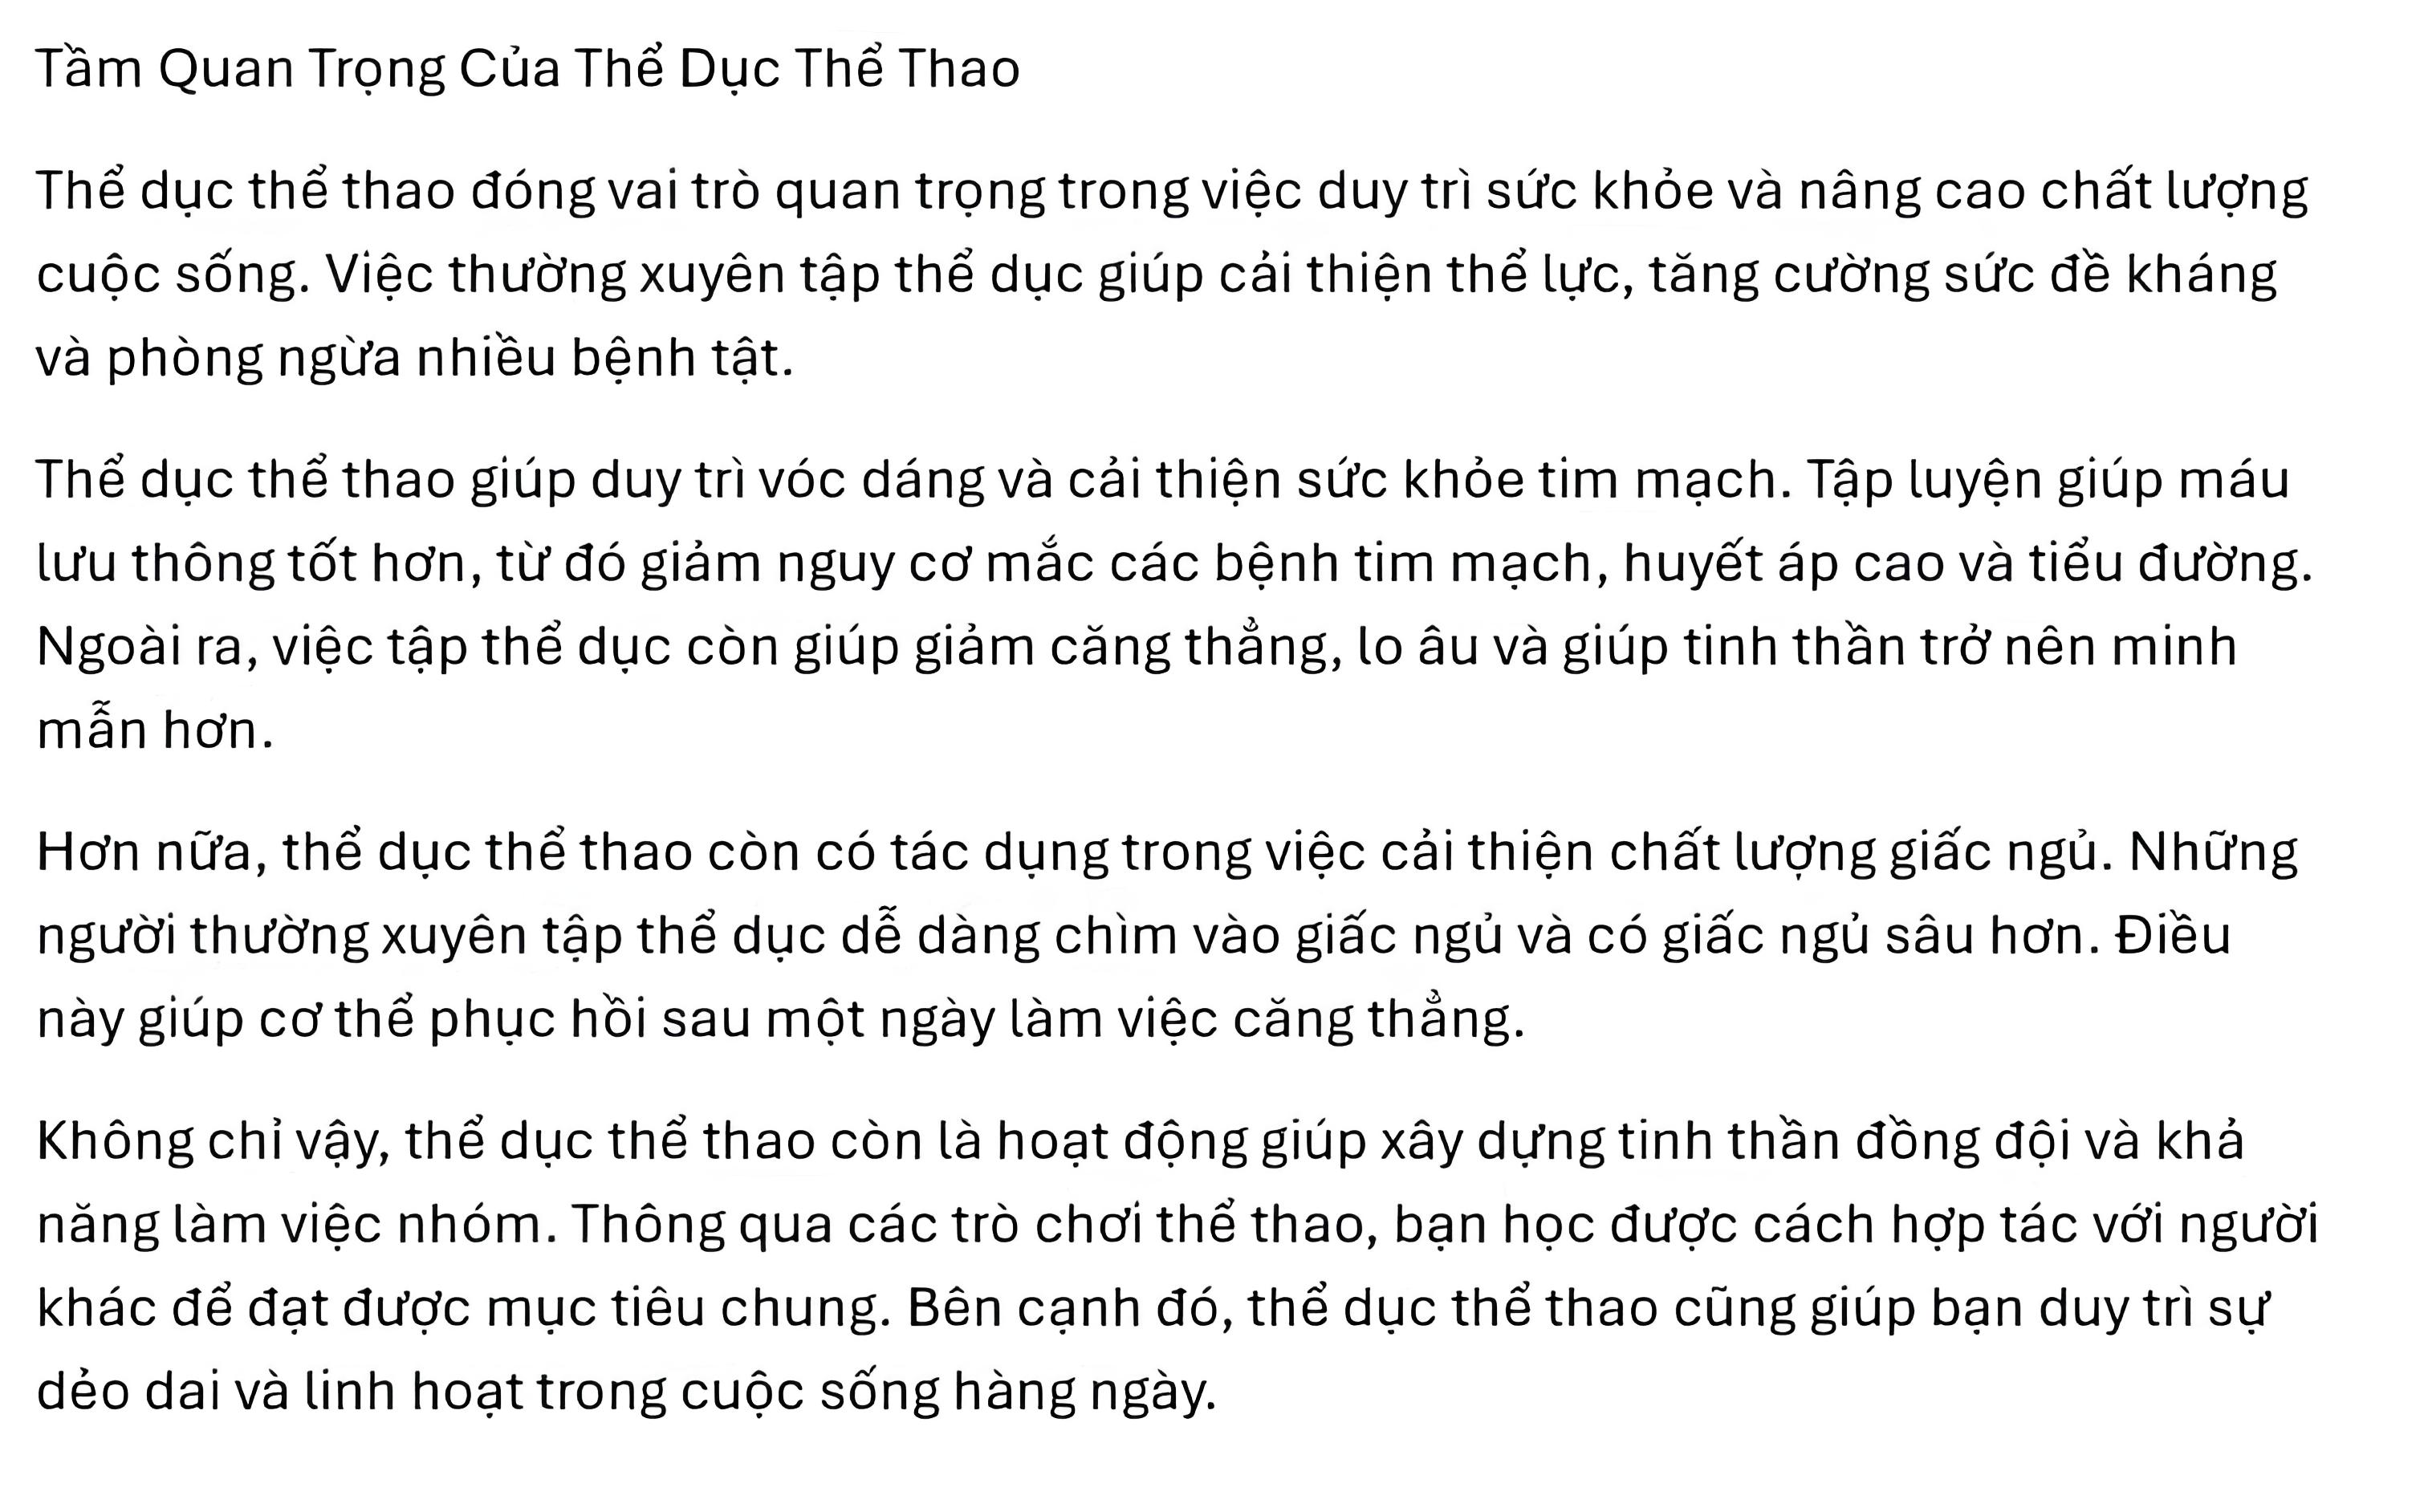 Tầm Quan Trọng Của Thể Dục Thể Thao
Thể dục thể thao đóng vai trò quan trọng trong việc duy trì sức khỏe và nâng cao chất lượng
cuộc sống. Việc thường xuyên tập thể dục giúp cải thiện thể lực, tăng cường sức đề kháng
và phòng ngừa nhiều bệnh tật.
Thể dục thể thao giúp duy trì vóc dáng và cải thiện sức khỏe tim mạch. Tập luyện giúp máu
lưu thông tốt hơn, từ đó giảm nguy cơ mắc các bệnh tim mạch, huyết áp cao và tiểu đường.
Ngoài ra, việc tập thể dục còn giúp giảm căng thẳng, lo âu và giúp tinh thần trở nên minh
mẫn hơn.
Hơn nữa, thể dục thể thao còn có tác dụng trong việc cải thiện chất lượng giấc ngủ. Những
người thường xuyên tập thể dục dễ dàng chìm vào giấc ngủ và có giấc ngủ sâu hơn. Điều
này giúp cơ thể phục hồi sau một ngày làm việc căng thẳng.
Không chỉ vậy, thể dục thể thao còn là hoạt động giúp xây dựng tinh thần đồng đội và khả
năng làm việc nhóm. Thông qua các trò chơi thể thao, bạn học được cách hợp tác với người
khác để đạt được mục tiêu chung. Bên cạnh đó, thể dục thể thao cũng giúp bạn duy trì sự
dẻo dai và linh hoạt trong cuộc sống hàng ngày.